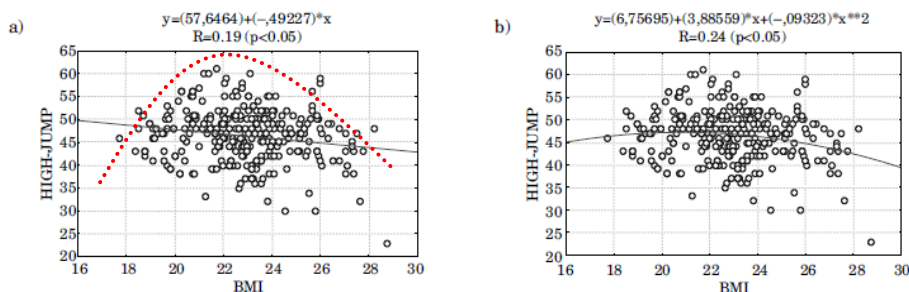 y=(57,6464)+(-,49227)*x
R=0.19 (p<0.05)
a)
65
60
55
50
45
40
35
30
25
20
HIGH-JUMP
16 18 20 22 24 26 28 30
BMI
y=(6,75695)+(3,88559)*x+(-,09323)*x**2
R=0.24 (p<0.05)
b)
65
60
55
50
45
40
35
30
25
20
HIGH-JUMP
16 18 20 22 24 26 28 30
BMI